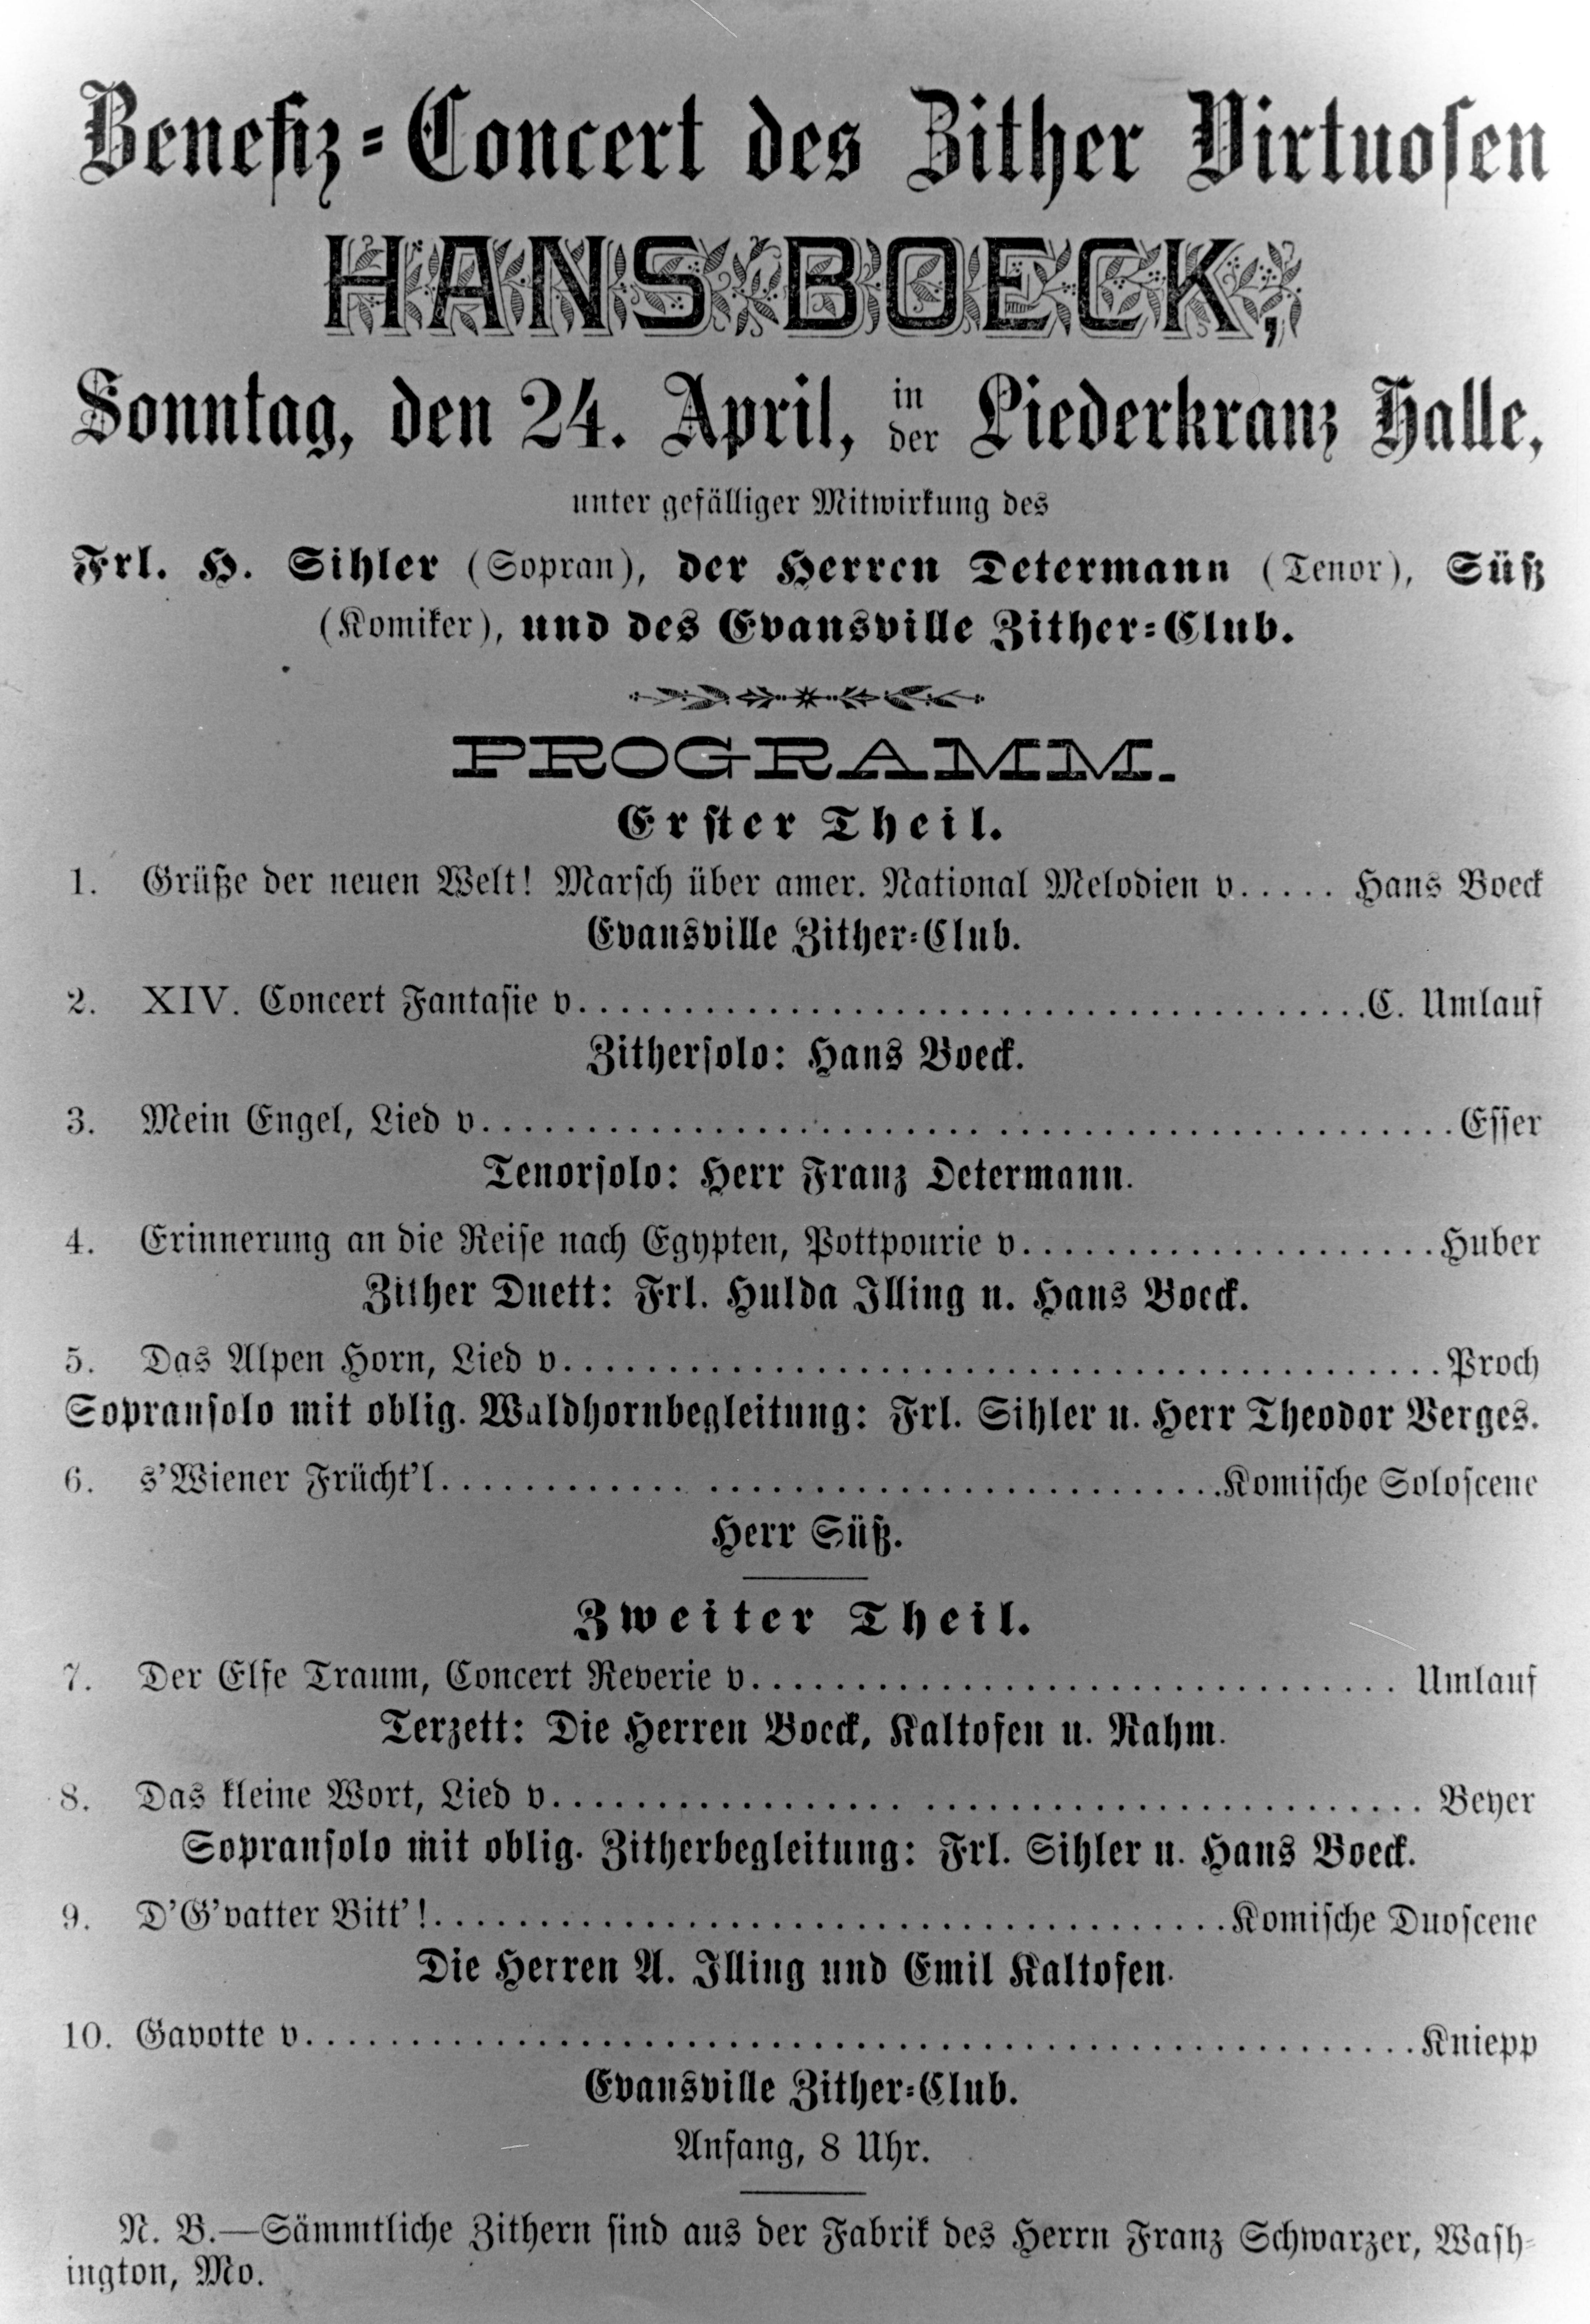 Benefiz-Concert des Zither Virtuosen
HANS BOECK,
Sonntag, den 24. April, in der Liederkranz Halle,
unter gefälliger Mitwirkung des
Frl. H. Sihler (Sopran), der Herren Determann (Tenor), Süß
(Komiker), und des Evansville Zither-Club.
PROGRAMM.
Erster Theil.
1. Grüße der neuen Welt! Marsch über amer. National Melodien v..... Hans Boeck
Evansville Zither-Club.
2. XIV. Concert Fantasie v........................................C. Umlauf
Zithersolo: Hans Boeck.
3. Mein Engel, Lied v........................................Esser
Tenorsolo: Herr Franz Determann.
4. Erinnerung an die Reise nach Egypten, Pottpourie v....................Huber
Zither Duett: Frl. Hulda Illing u. Hans Boeck.
5. Das Alpen Horn, Lied v........................................Proch
Sopransolo mit oblig. Waldhornbegleitung: Frl. Sihler u. Herr Theodor Verges.
6. s'Wiener Frücht'l........................................Komische Soloscene
Herr Süß.
Zweiter Theil.
7. Der Elfe Traum, Concert Reverie v.............................. Umlauf
Terzett: Die Herren Boeck, Kaltofen u. Rahm.
8. Das kleine Wort, Lied v........................................ Beyer
Sopransolo mit oblig. Zitherbegleitung: Frl. Sihler u. Hans Boeck.
9. D'G'vatter Bitt'!........................................Komische Duoscene
Die Herren A. Illing und Emil Kaltofen.
10. Gavotte v........................................Kniepp
Evansville Zither-Club.
Anfang, 8 Uhr.
N. B.—Sämmtliche Zithern sind aus der Fabrik des Herrn Franz Schwarzer, Wash-
ington, Mo.